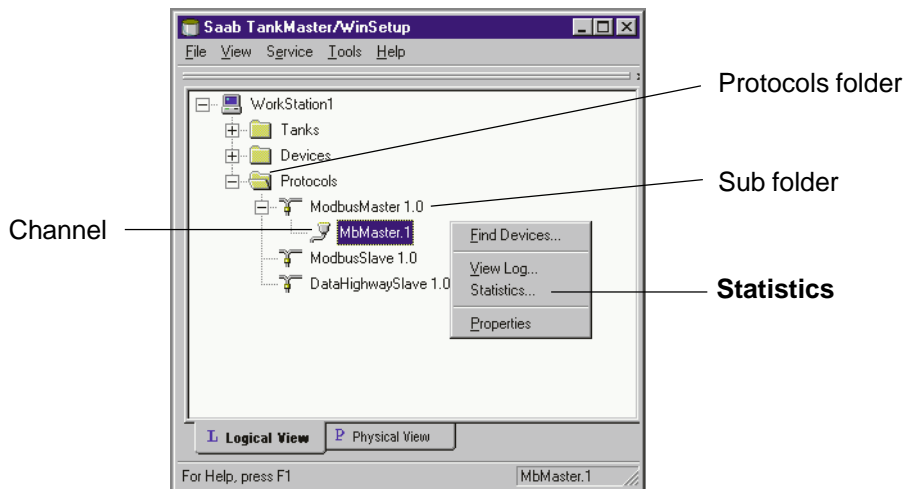 Saab TankMaster/WinSetup
File View Service Tools Help
Protocols folder
WorkStation1
Tanks
Devices
Protocols
Sub folder
ModbusMaster 1.0
Channel
MbMaster.1
Find Devices...
ModbusSlave 1.0
View Log...
DataHighwaySlave 1.0
Statistics...
Statistics
Properties
L Logical View P Physical View
For Help, press F1 MbMaster.1